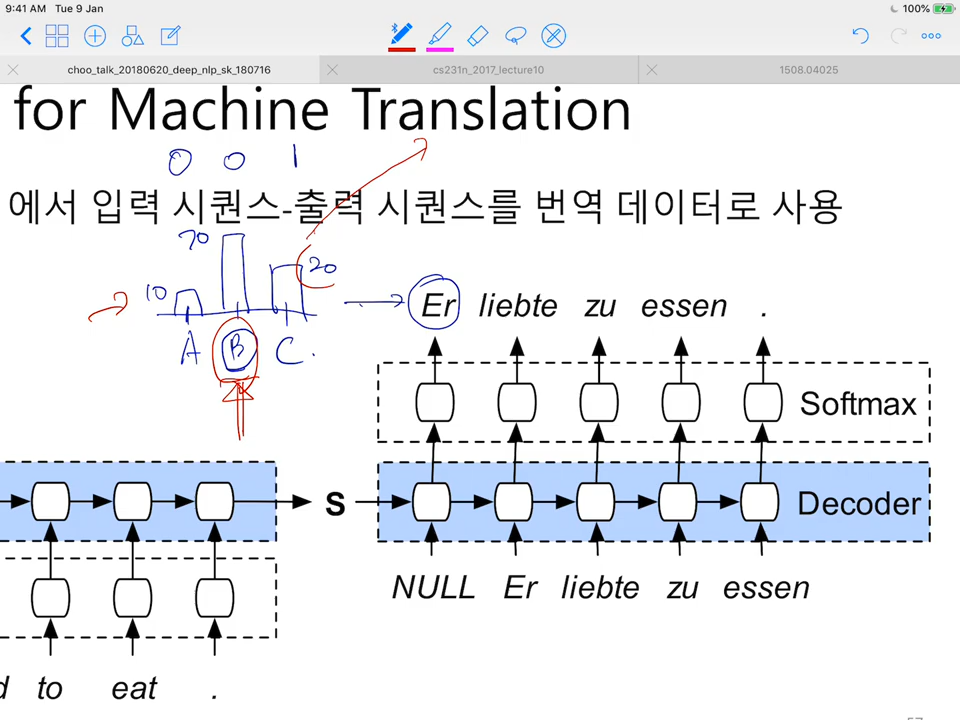 9:41 AM Tue 9 Jan
100%
choo_talk_20180620_deep_nlp_sk_180716
cs231n_2017_lecture10
1508.04025
for Machine Translation
0 0 1
에서 입력 시퀀스-출력 시퀀스를 번역 데이터로 사용
70
20
10
A B C .
Er liebte zu essen .
Softmax
S
Decoder
NULL Er liebte zu essen
to eat .